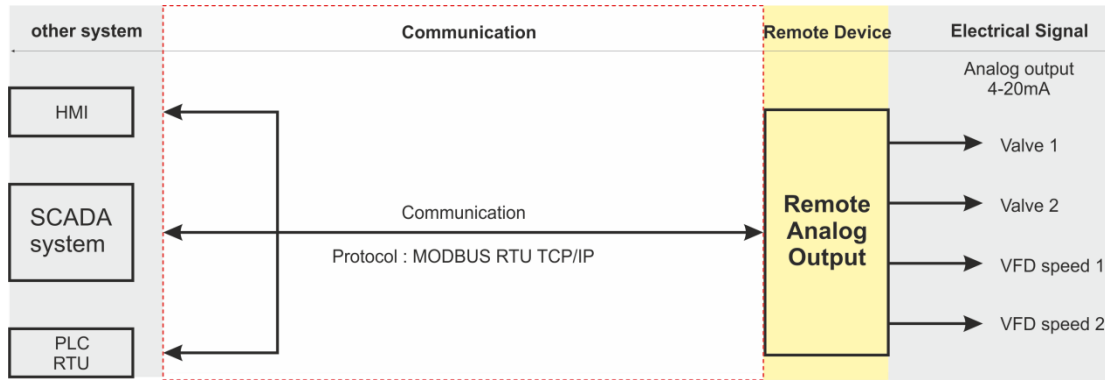 other system
Communication
Remote Device
Electrical Signal
HMI
SCADA
system
PLC
RTU
Communication
Protocol : MODBUS RTU TCP/IP
Remote
Analog
Output
Analog output
4-20mA
Valve 1
Valve 2
VFD speed 1
VFD speed 2